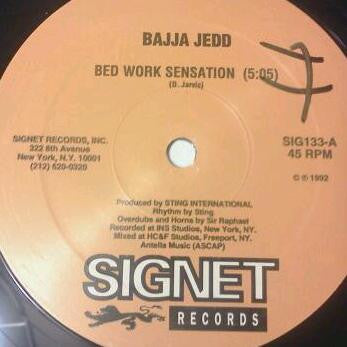 BAJJA JEDD
BED WORK SENSATION (5:05)
(D. Jarvis)
SIGNET RECORDS, INC.
322 8th Avenue
New York, N.Y. 10001
(212) 620-0320
SIG133-A
45 RPM
© ℗ 1992
Produced by STING INTERNATIONAL
Rhythm by Sting
Overdubs and Horns by Sir Raphael
Recorded at INS Studios, New York, NY.
Mixed at HC&F Studios, Freeport, NY.
Antella Music (ASCAP)
SIGNET
RECORDS